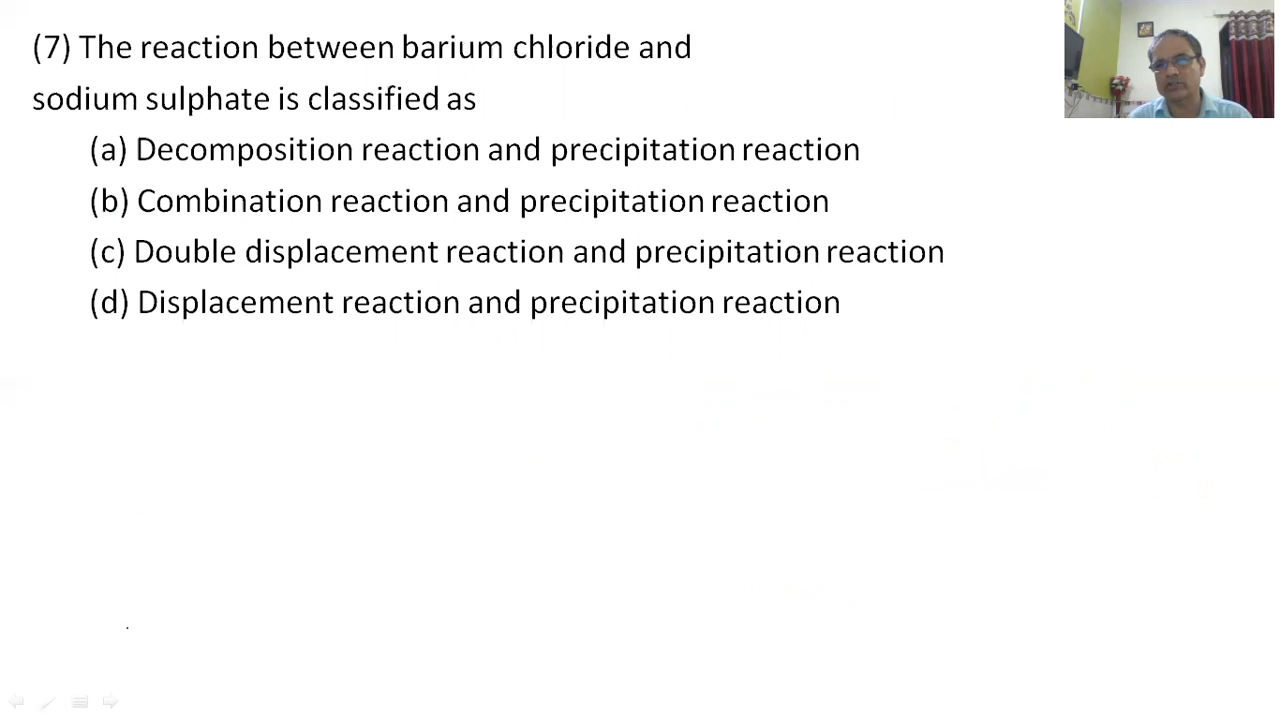 (7) The reaction between barium chloride and
sodium sulphate is classified as
(a) Decomposition reaction and precipitation reaction
(b) Combination reaction and precipitation reaction
(c) Double displacement reaction and precipitation reaction
(d) Displacement reaction and precipitation reaction